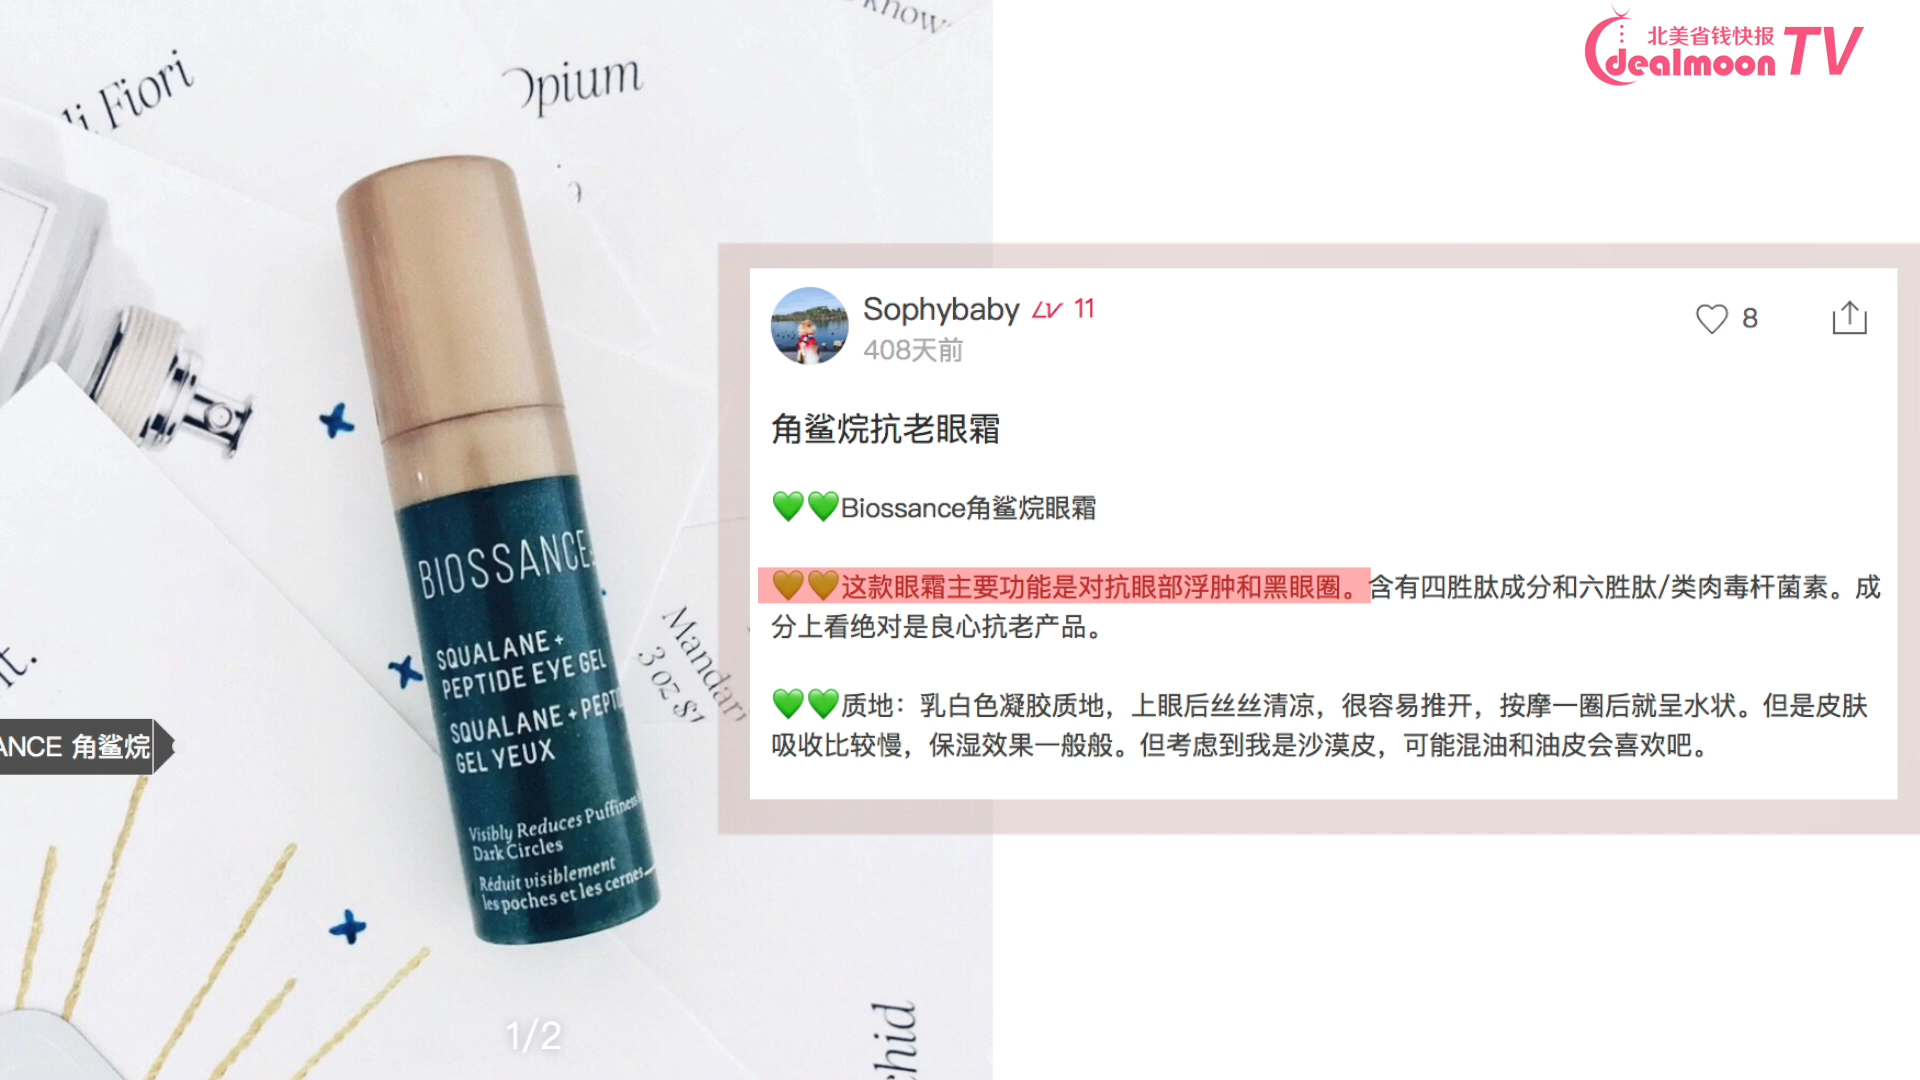 know
li Fiori
Opium
北美省钱快报
dealmoon TV
Sophybaby LV 11
408天前
8
角鲨烷抗老眼霜
💚💚Biossance角鲨烷眼霜
这款眼霜主要功能是对抗眼部浮肿和黑眼圈。含有四胜肽成分和六胜肽/类肉毒杆菌素。成
分上看绝对是良心抗老产品。
💚💚质地：乳白色凝胶质地，上眼后丝丝清凉，很容易推开，按摩一圈后就呈水状。但是皮肤
吸收比较慢，保湿效果一般般。但考虑到我是沙漠皮，可能混油和油皮会喜欢吧。
BIOSSANCE
SQUALANE +
PEPTIDE EYE GEL
SQUALANE + PEPTI
GEL YEUX
Visibly Reduces Puffiness
Dark Circles
Réduit visiblement
les poches et les cernes
Mandari
3 oz $1
ANCE 角鲨烷
1/2
chid